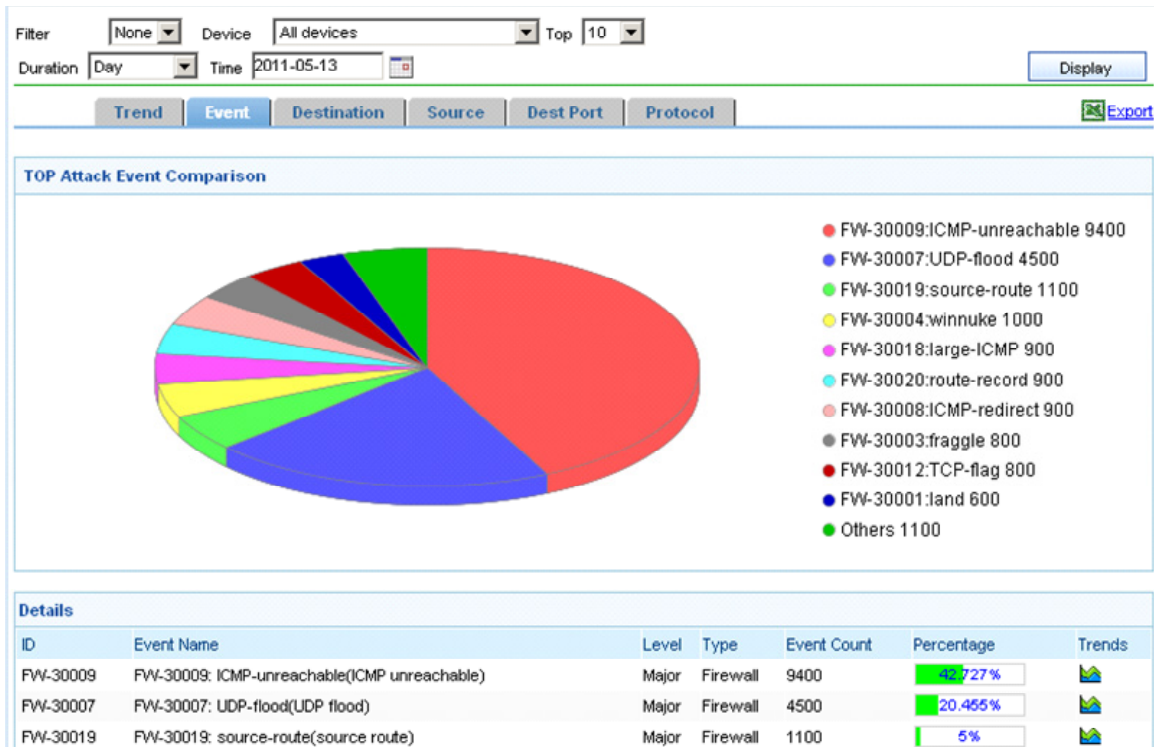 Filter None Device All devices Top 10
Duration Day Time 2011-05-13 Display
Trend Event Destination Source Dest Port Protocol Export
TOP Attack Event Comparison
FW-30009:ICMP-unreachable 9400
FW-30007:UDP-flood 4500
FW-30019:source-route 1100
FW-30004:winnuke 1000
FW-30018:large-ICMP 900
FW-30020:route-record 900
FW-30008:ICMP-redirect 900
FW-30003:fraggle 800
FW-30012:TCP-flag 800
FW-30001:land 600
Others 1100
Details
ID Event Name Level Type Event Count Percentage Trends
FW-30009 FW-30009: ICMP-unreachable(ICMP unreachable) Major Firewall 9400 42.727%
FW-30007 FW-30007: UDP-flood(UDP flood) Major Firewall 4500 20.455%
FW-30019 FW-30019: source-route(source route) Major Firewall 1100 5%